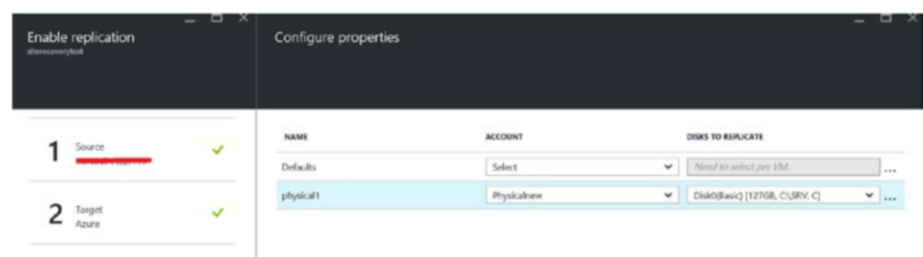 Enable replication
siterecoverytest
Configure properties
1 Source
2 Target
Azure
NAME ACCOUNT DISKS TO REPLICATE
Defaults Select Need to select per VM. ...
physical1 Physicalnew Disk0(Basic) [127GB, C:\SRV, C] ...